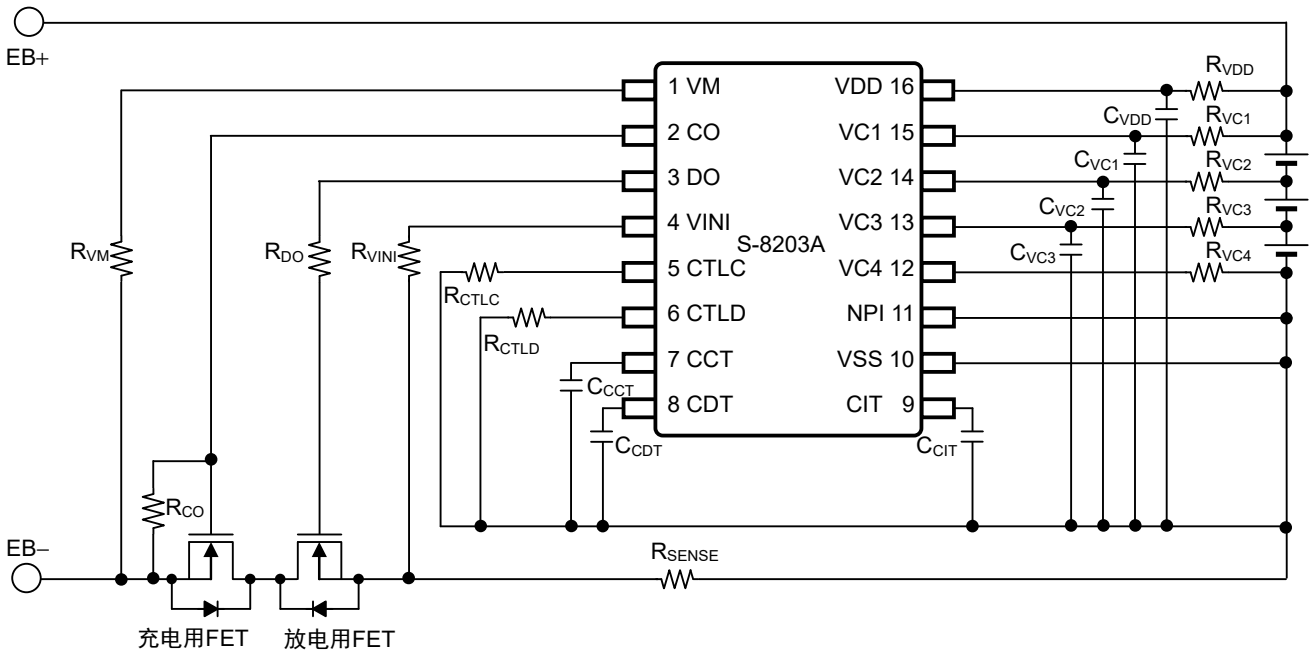 EB+
1 VM
2 CO
3 DO
4 VINI
5 CTLC
6 CTLD
7 CCT
8 CDT
S-8203A
VDD 16
VC1 15
VC2 14
VC3 13
VC4 12
NPI 11
VSS 10
CIT 9
RVDD
RVC1
RVC2
RVC3
RVC4
CVDD
CVC1
CVC2
CVC3
RVM
RDO
RVINI
RCTLC
RCTLD
CCCT
CCDT
CCIT
RCO
EB−
RSENSE
充电用FET
放电用FET